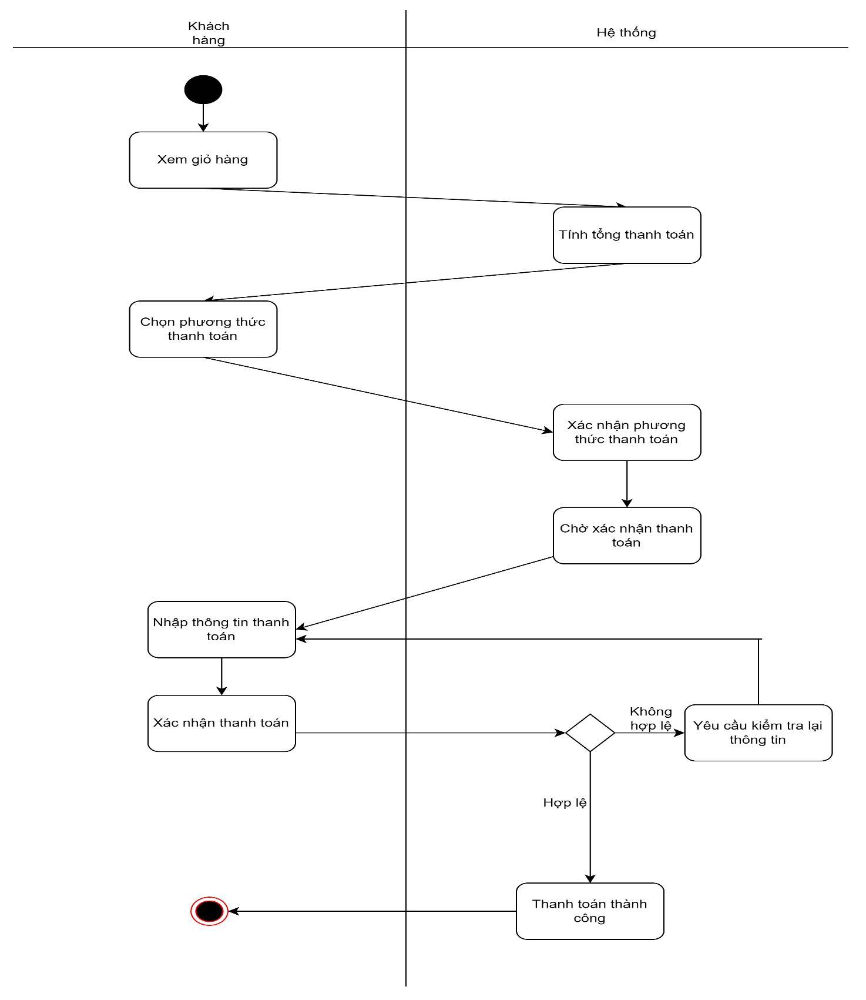 Khách
hàng
Hệ thống
Xem giỏ hàng
Tính tổng thanh toán
Chọn phương thức
thanh toán
Xác nhận phương
thức thanh toán
Chờ xác nhận thanh
toán
Nhập thông tin thanh
toán
Xác nhận thanh toán
Không
hợp lệ
Yêu cầu kiểm tra lại
thông tin
Hợp lệ
Thanh toán thành
công